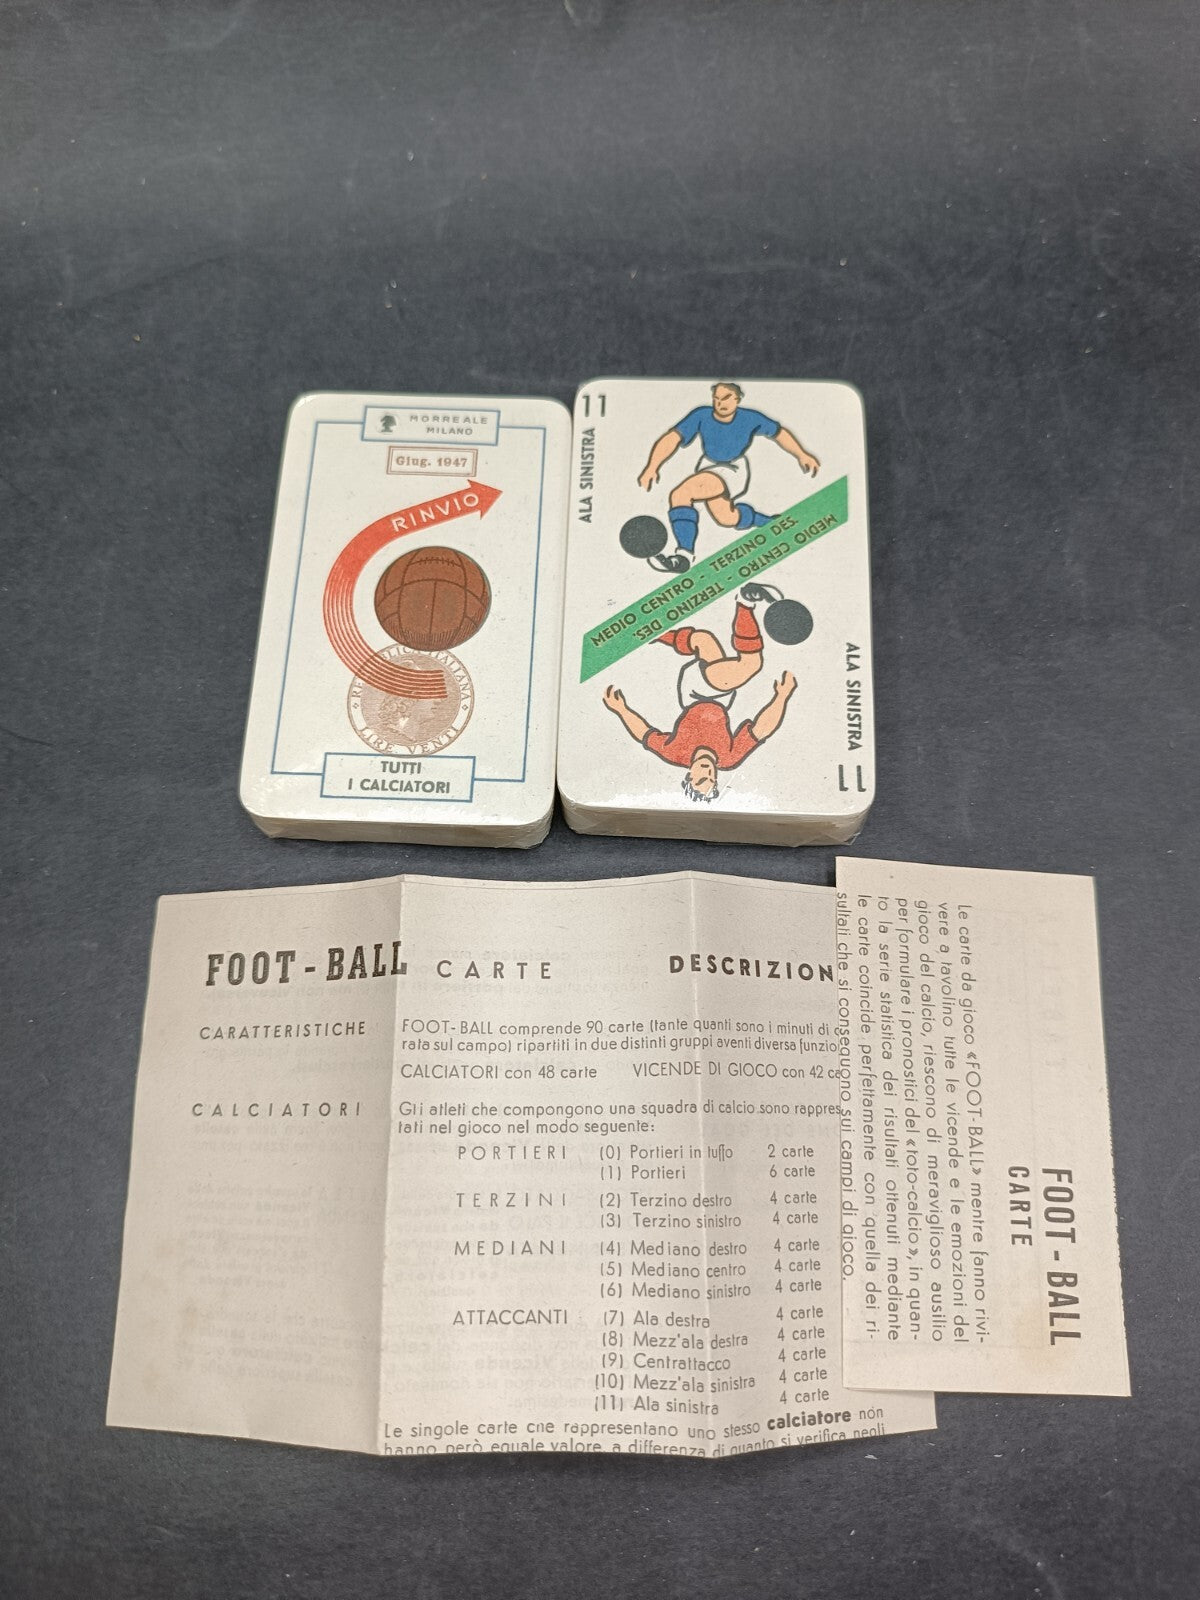 MORREALE
MILANO
Giug. 1947
RINVIO
REPUBBLICA ITALIANA
LIRE VENTI
TUTTI
I CALCIATORI
11
ALA SINISTRA
MEDIO CENTRO - TERZINO DES.
MEDIO CENTRO - TERZINO DES.
ALA SINISTRA
11
FOOT-BALL CARTE DESCRIZION
CARATTERISTICHE
FOOT-BALL comprende 90 carte (tante quanti sono i minuti di
rata sul campo) ripartiti in due distinti gruppi aventi diversa funzio
CALCIATORI con 48 carte VICENDE DI GIOCO con 42 ca
CALCIATORI
Gli atleti che compongono una squadra di calcio sono rappres
tati nel gioco nel modo seguente:
PORTIERI (0) Portieri in tuffo 2 carte
(1) Portieri 6 carte
TERZINI (2) Terzino destro 4 carte
(3) Terzino sinistro 4 carte
MEDIANI (4) Mediano destro 4 carte
(5) Mediano centro 4 carte
(6) Mediano sinistro 4 carte
ATTACCANTI (7) Ala destra 4 carte
(8) Mezz'ala destra 4 carte
(9) Centrattacco 4 carte
(10) Mezz'ala sinistra 4 carte
(11) Ala sinistra 4 carte
Le singole carte che rappresentano uno stesso calciatore non
hanno però eguale valore, a differenza di quanto si verifica negli
FOOT-BALL
CARTE
Le carte da gioco «FOOT-BALL» mentre fanno rivi-
vere a tavolino tutte le vicende e le emozioni del
gioco del calcio, riescono di meraviglioso ausilio
per formulare i pronostici del «toto-calcio», in quan-
to la serie statistica dei risultati ottenuti mediante
le carte coincide perfettamente con quella dei ri-
sultati che si conseguono sui campi di gioco.